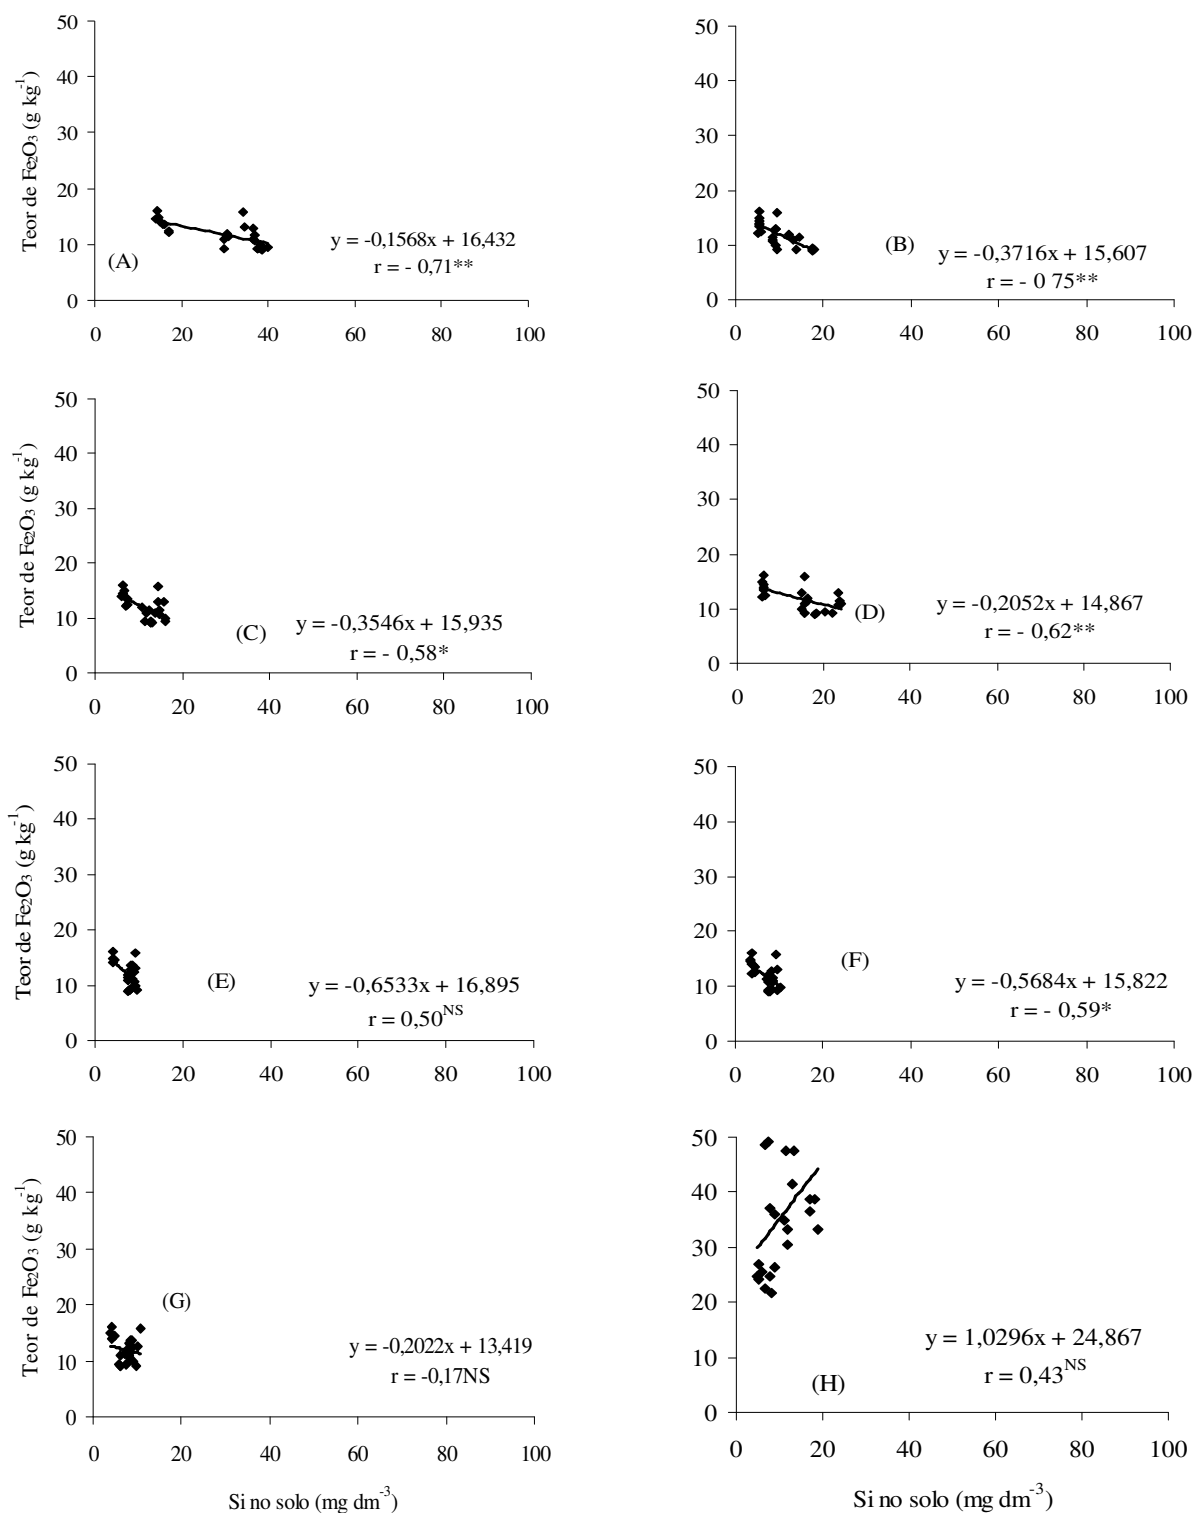 50
40
30
20
10
0
0 20 40 60 80 100
Teor de Fe₂O₃ (g kg⁻¹)
(A)
y = -0,1568x + 16,432
r = - 0,71**
50
40
30
20
10
0
0 20 40 60 80 100
(B)
y = -0,3716x + 15,607
r = - 0 75**
50
40
30
20
10
0
0 20 40 60 80 100
Teor de Fe₂O₃ (g kg⁻¹)
(C)
y = -0,3546x + 15,935
r = - 0,58*
50
40
30
20
10
0
0 20 40 60 80 100
(D)
y = -0,2052x + 14,867
r = - 0,62**
50
40
30
20
10
0
0 20 40 60 80 100
Teor de Fe₂O₃ (g kg⁻¹)
(E)
y = -0,6533x + 16,895
r = 0,50ᴺˢ
50
40
30
20
10
0
0 20 40 60 80 100
(F)
y = -0,5684x + 15,822
r = - 0,59*
50
40
30
20
10
0
0 20 40 60 80 100
Teor de Fe₂O₃ (g kg⁻¹)
(G)
y = -0,2022x + 13,419
r = -0,17NS
Si no solo (mg dm⁻³)
50
40
30
20
10
0
0 20 40 60 80 100
y = 1,0296x + 24,867
r = 0,43ᴺˢ
(H)
Si no solo (mg dm⁻³)